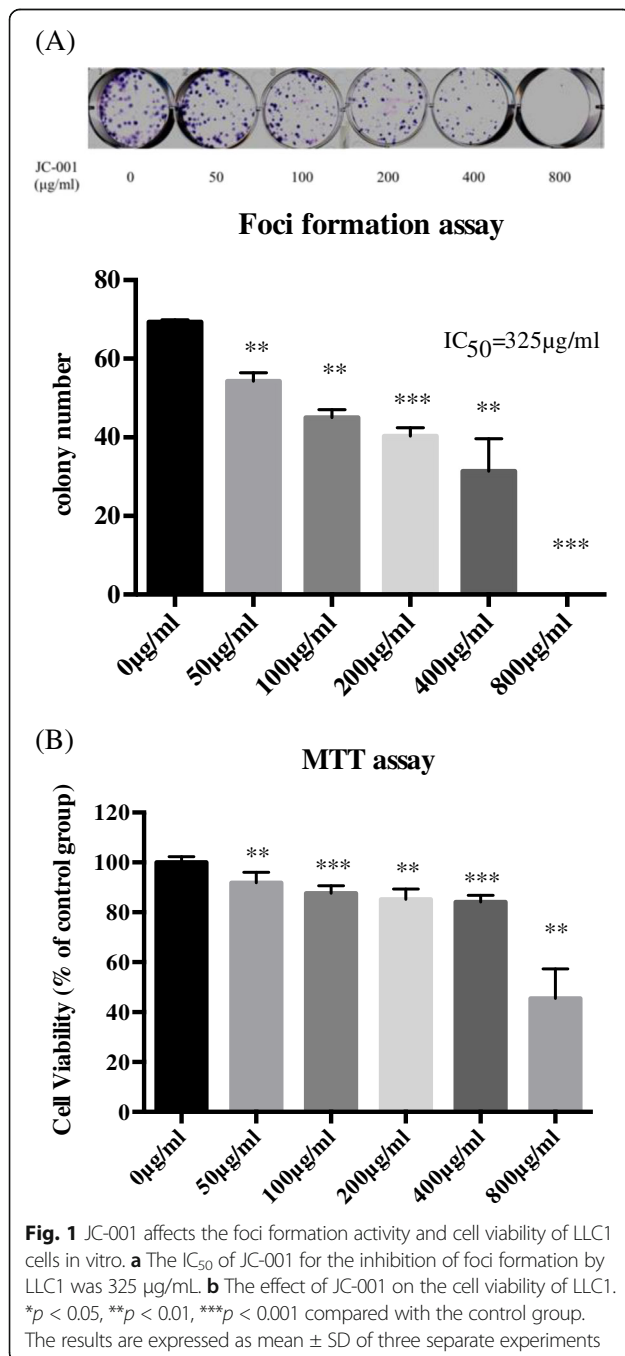 (A)
JC-001
(μg/ml)
0 50 100 200 400 800
Foci formation assay
80
60
40
20
0
colony number
IC50=325μg/ml
** ** *** ** ***
0μg/ml 50μg/ml 100μg/ml 200μg/ml 400μg/ml 800μg/ml
(B)
MTT assay
120
100
80
60
40
20
0
Cell Viability (% of control group)
** *** ** *** **
0μg/ml 50μg/ml 100μg/ml 200μg/ml 400μg/ml 800μg/ml
Fig. 1 JC-001 affects the foci formation activity and cell viability of LLC1
cells in vitro. a The IC50 of JC-001 for the inhibition of foci formation by
LLC1 was 325 μg/mL. b The effect of JC-001 on the cell viability of LLC1.
*p < 0.05, **p < 0.01, ***p < 0.001 compared with the control group.
The results are expressed as mean ± SD of three separate experiments